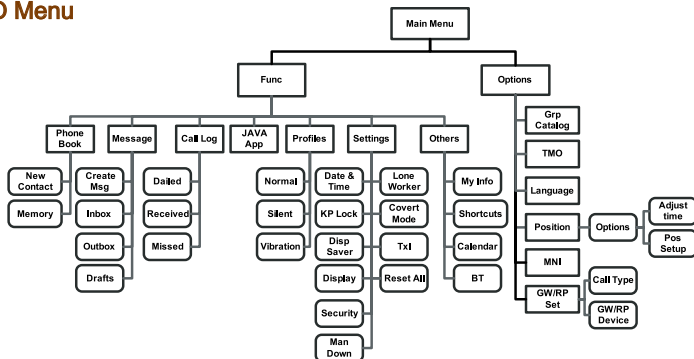 O Menu
Main Menu
Func
Options
Phone
Book
Message
Call Log
JAVA
App
Profiles
Settings
Others
New
Contact
Memory
Create
Msg
Inbox
Outbox
Drafts
Dailed
Received
Missed
Normal
Silent
Vibration
Date &
Time
KP Lock
Disp
Saver
Display
Security
Man
Down
Lone
Worker
Covert
Mode
TxI
Reset All
My Info
Shortcuts
Calendar
BT
Grp
Catalog
TMO
Language
Position
MNI
GW/RP
Set
Options
Adjust
time
Pos
Setup
Call Type
GW/RP
Device